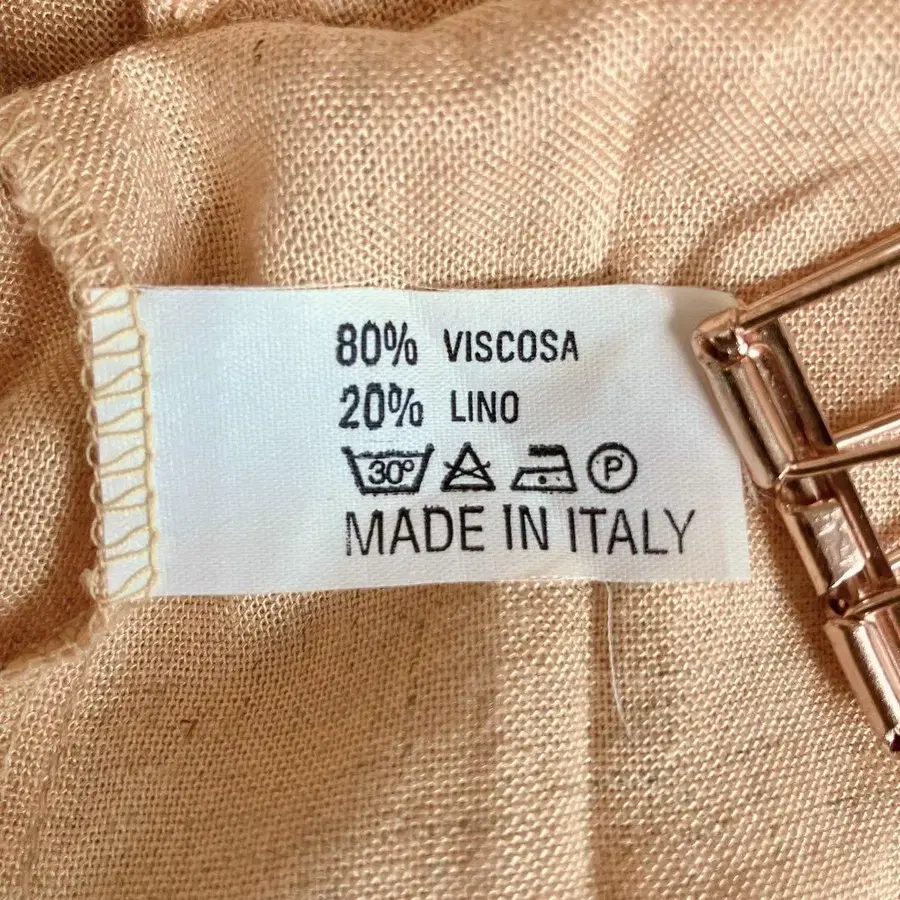 80% VISCOSA
20% LINO
30° P
MADE IN ITALY